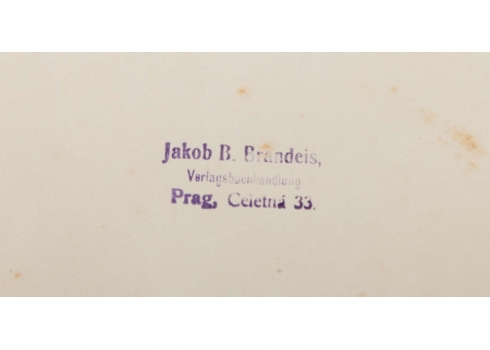 Jakob B. Brandeis,
Verlagsbuchhandlung
Prag, Celetná 33.